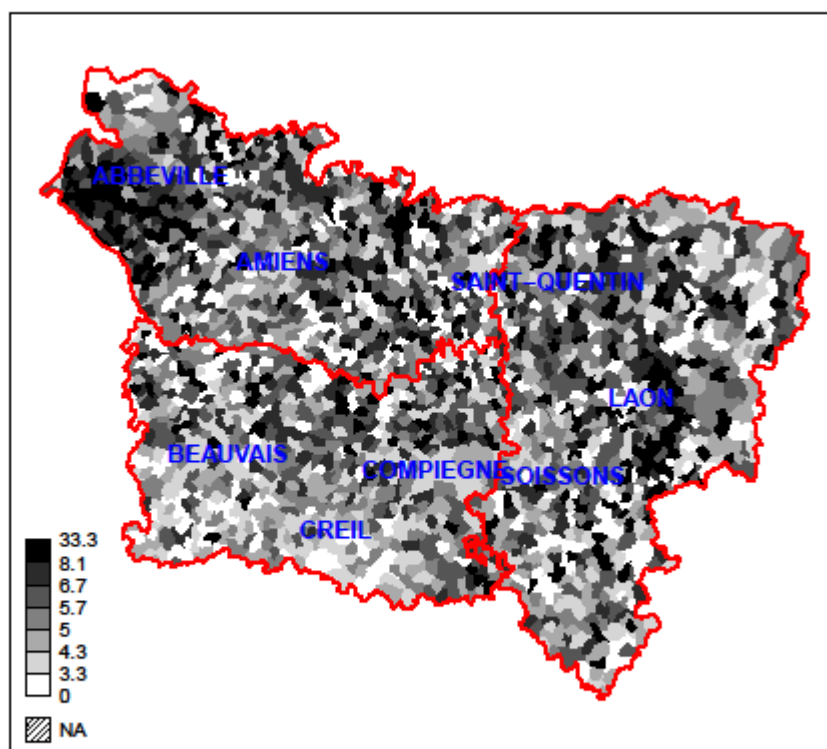 ABBEVILLE
AMIENS
SAINT−QUENTIN
LAON
BEAUVAIS
COMPIEGNE
SOISSONS
CREIL
33.3
8.1
6.7
5.7
5
4.3
3.3
0
NA